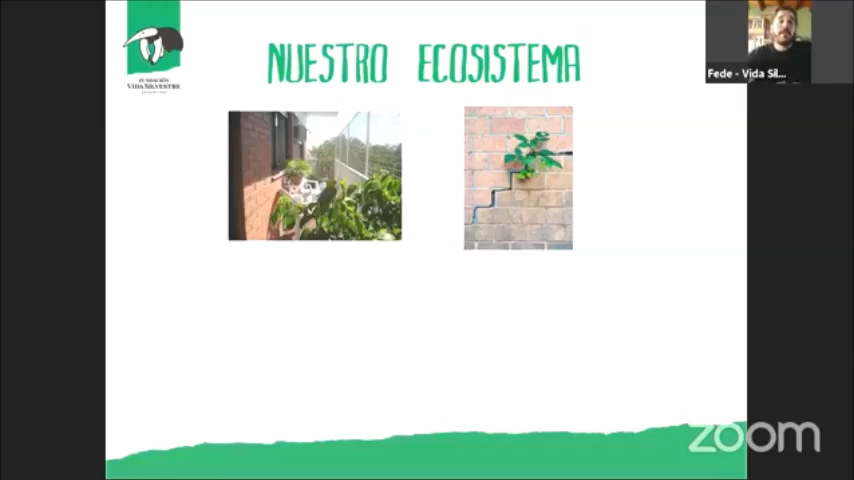 NUESTRO ECOSISTEMA
FUNDACIÓN
VIDA SILVESTRE
Fede - Vida Sil...
zoom